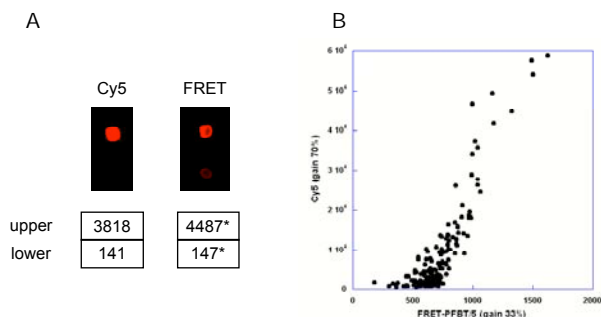 A
B
Cy5 FRET
upper 3818 4487*
lower 141 147*
Cy5 (gain 70%)
6 10⁴
5 10⁴
4 10⁴
3 10⁴
2 10⁴
1 10⁴
0
0 500 1000 1500 2000
FRET-PFBT/5 (gain 33%)